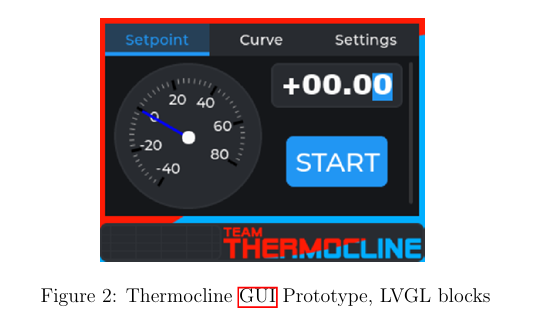 Setpoint Curve Settings
+00.00
20 40
0 60
-20 80
-40
START
TEAM
THERMOCLINE
Figure 2: Thermocline GUI Prototype, LVGL blocks